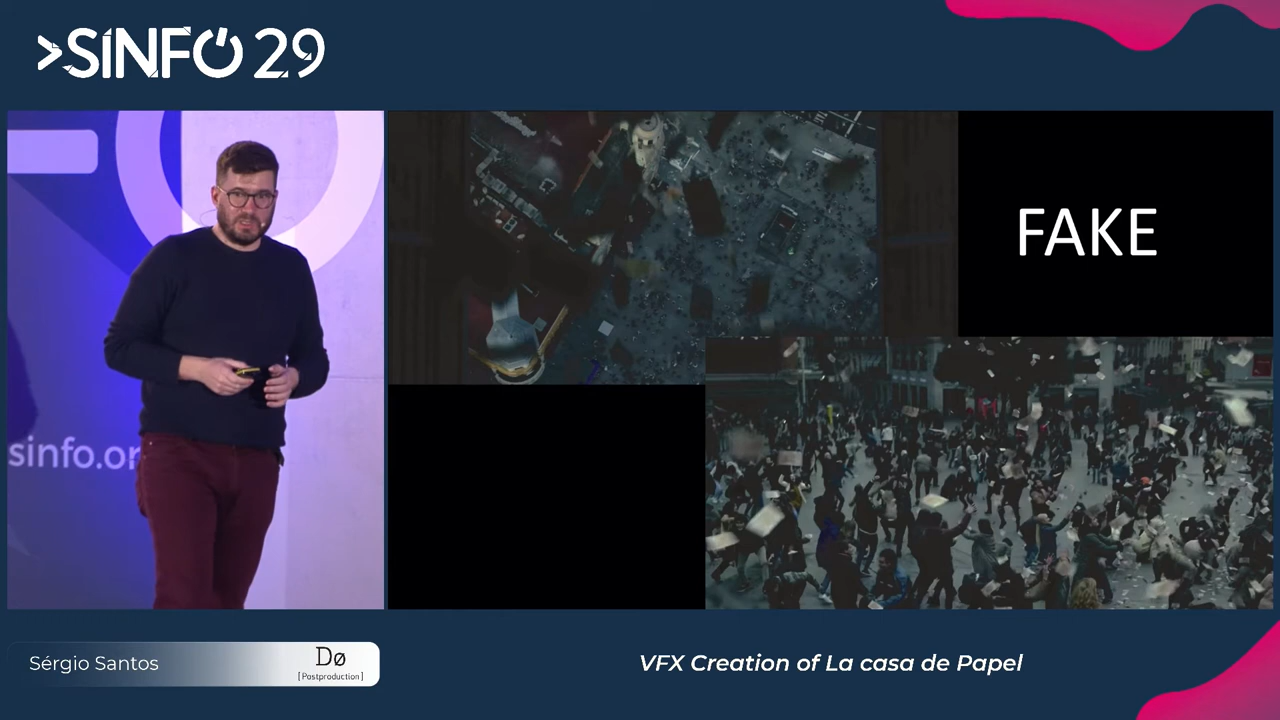 >SINFO 29
FAKE
sinfo.or
Sérgio Santos
Dø
[Postproduction]
VFX Creation of La casa de Papel